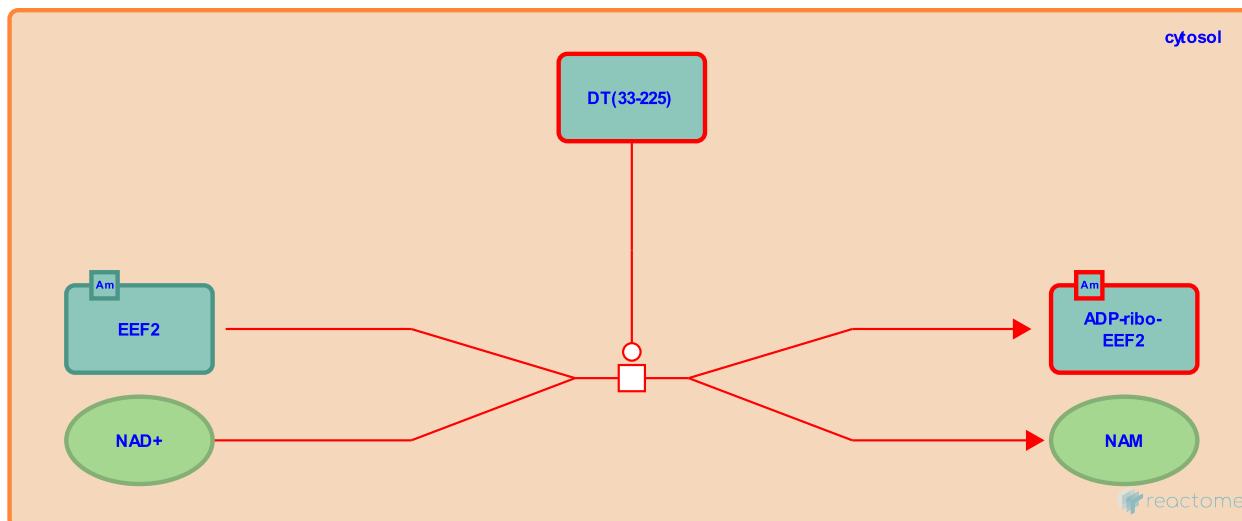 cytosol
DT(33-225)
Am
EEF2
Am
ADP-ribo-
EEF2
NAD+
NAM
reactome